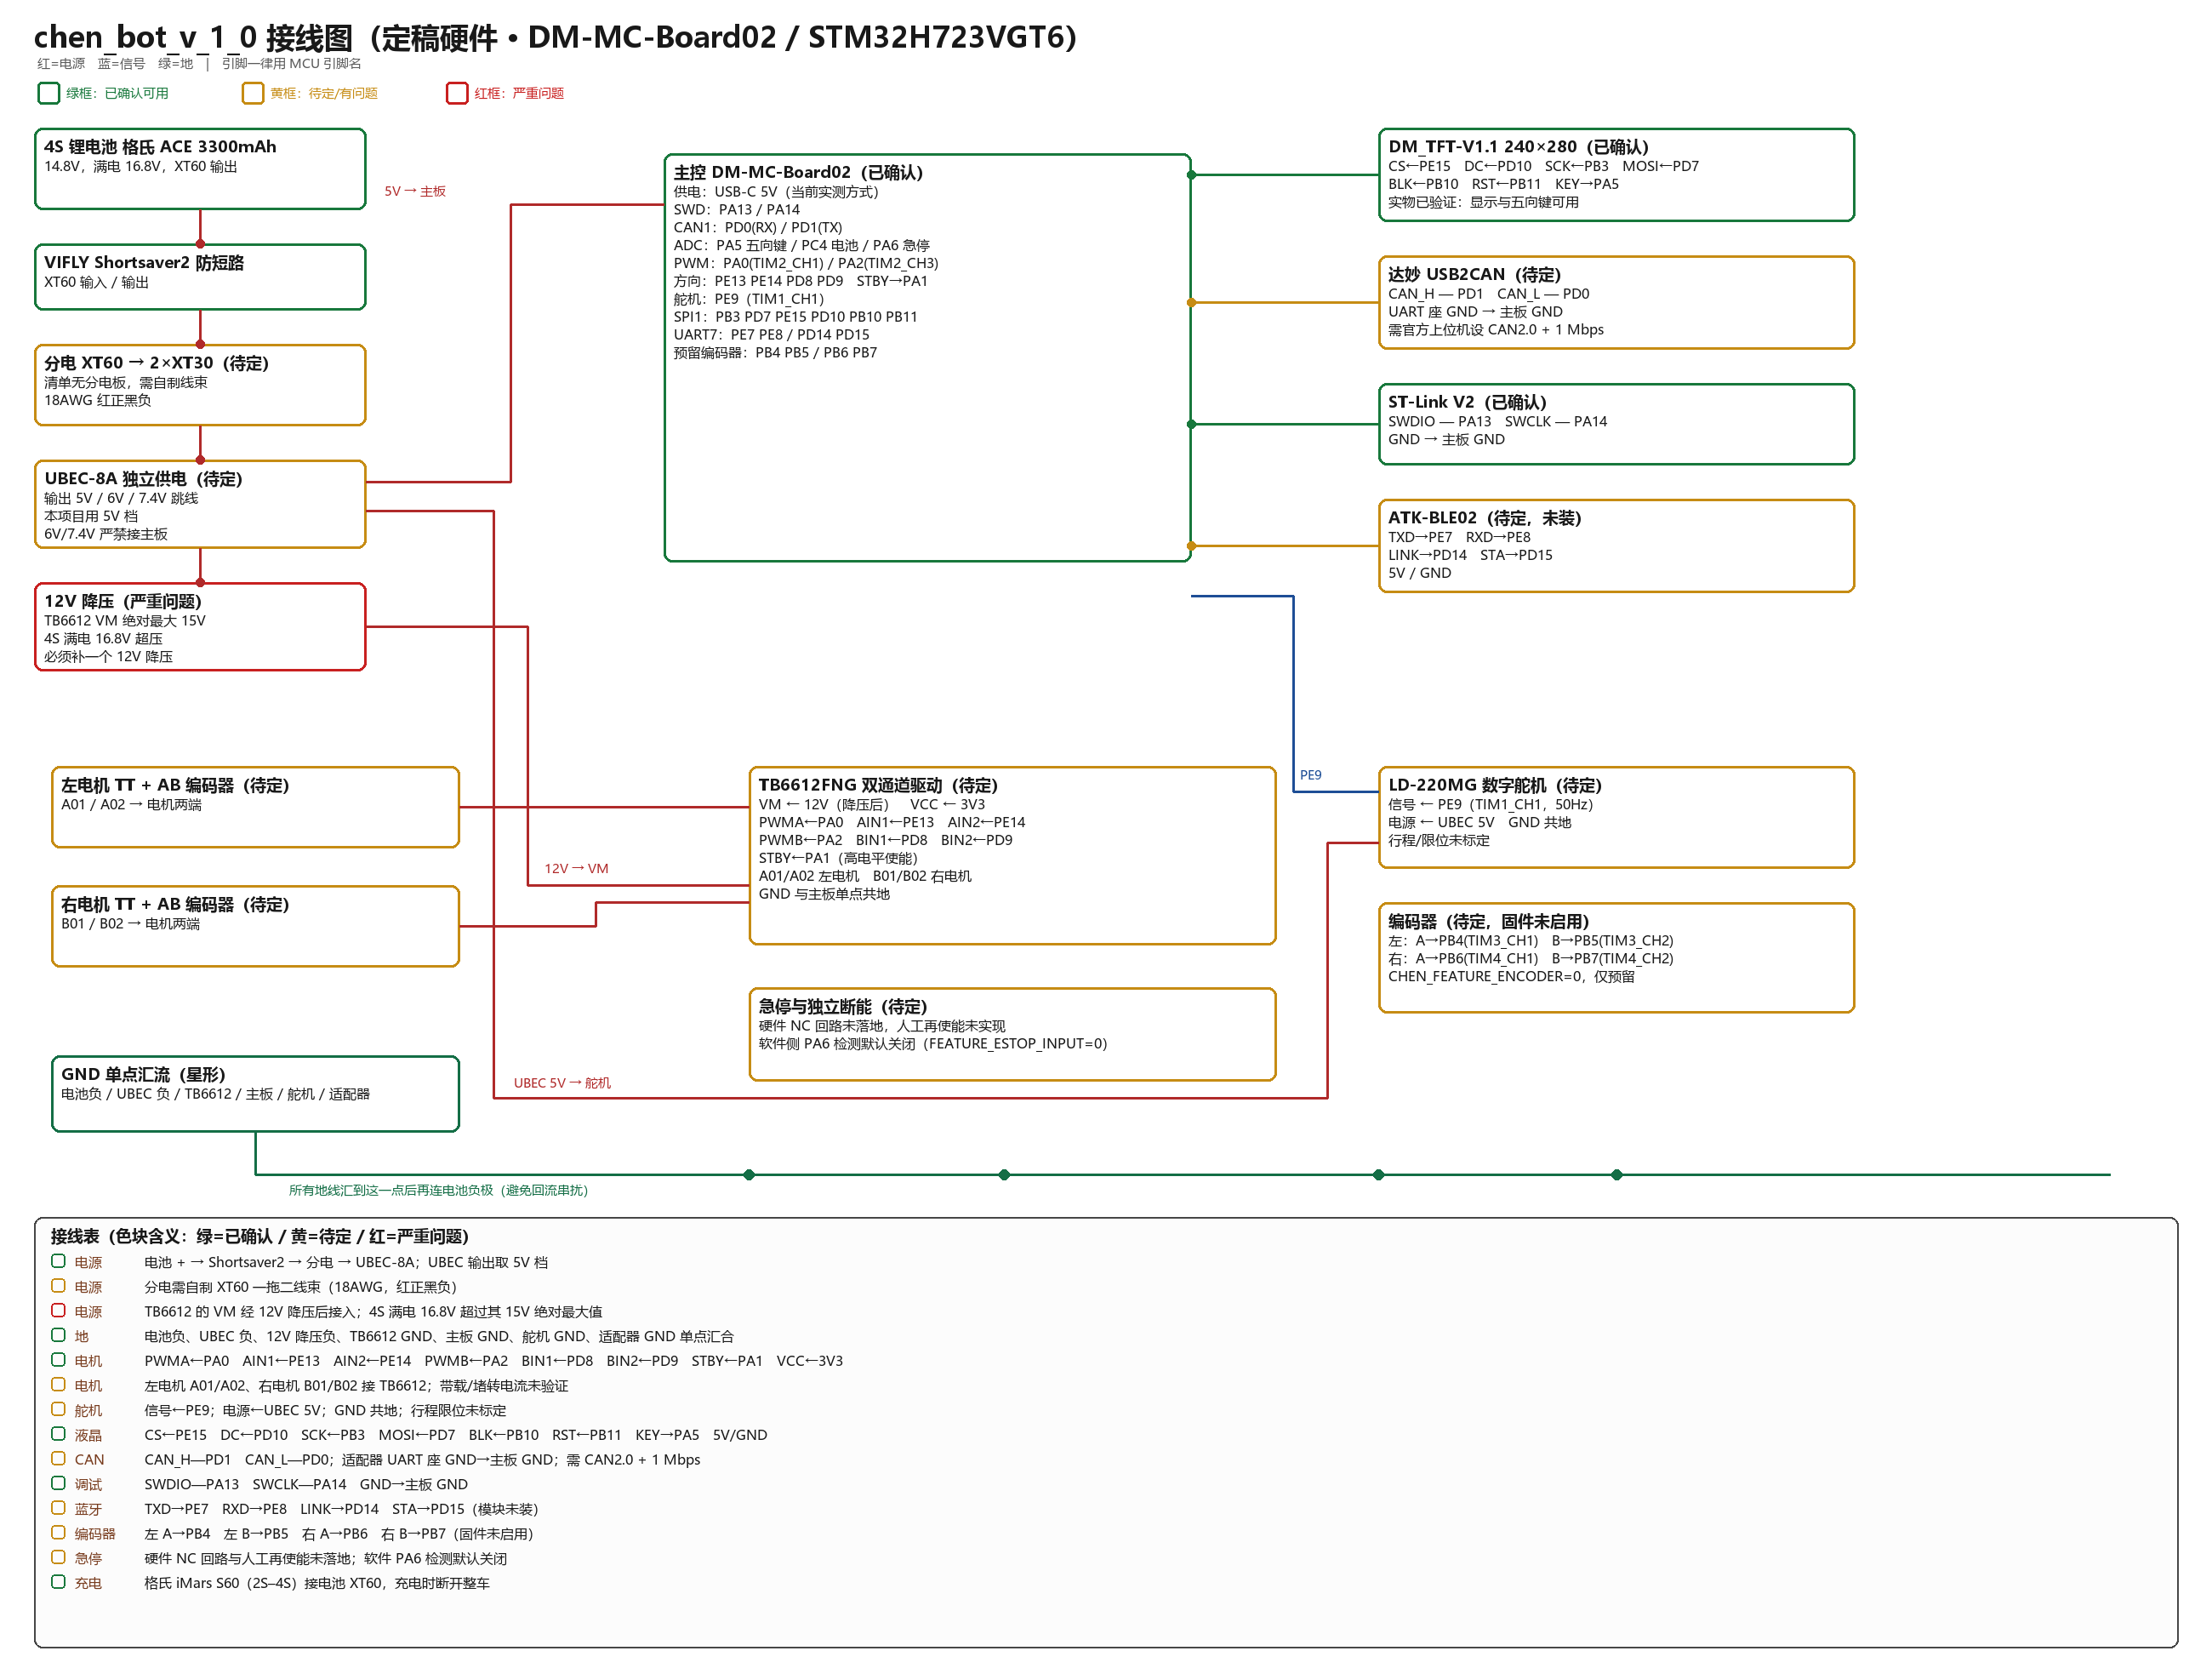 chen_bot_v_1_0 接线图（定稿硬件 • DM-MC-Board02 / STM32H723VGT6）
红=电源　蓝=信号　绿=地　|　引脚一律用 MCU 引脚名
绿框：已确认可用
黄框：待定/有问题
红框：严重问题
4S 锂电池 格氏 ACE 3300mAh
14.8V，满电 16.8V，XT60 输出
5V → 主板
VIFLY Shortsaver2 防短路
XT60 输入 / 输出
分电 XT60 → 2×XT30（待定）
清单无分电板，需自制线束
18AWG 红正黑负
UBEC-8A 独立供电（待定）
输出 5V / 6V / 7.4V 跳线
本项目用 5V 档
6V/7.4V 严禁接主板
12V 降压（严重问题）
TB6612 VM 绝对最大 15V
4S 满电 16.8V 超压
必须补一个 12V 降压
主控 DM-MC-Board02（已确认）
供电：USB-C 5V（当前实测方式）
SWD：PA13 / PA14
CAN1：PD0(RX) / PD1(TX)
ADC：PA5 五向键 / PC4 电池 / PA6 急停
PWM：PA0(TIM2_CH1) / PA2(TIM2_CH3)
方向：PE13 PE14 PD8 PD9　STBY→PA1
舵机：PE9（TIM1_CH1）
SPI1：PB3 PD7 PE15 PD10 PB10 PB11
UART7：PE7 PE8 / PD14 PD15
预留编码器：PB4 PB5 / PB6 PB7
DM_TFT-V1.1 240×280（已确认）
CS←PE15　DC←PD10　SCK←PB3　MOSI←PD7
BLK←PB10　RST←PB11　KEY→PA5
实物已验证：显示与五向键可用
达妙 USB2CAN（待定）
CAN_H — PD1　CAN_L — PD0
UART 座 GND → 主板 GND
需官方上位机设 CAN2.0 + 1 Mbps
ST-Link V2（已确认）
SWDIO — PA13　SWCLK — PA14
GND → 主板 GND
ATK-BLE02（待定，未装）
TXD→PE7　RXD→PE8
LINK→PD14　STA→PD15
5V / GND
左电机 TT + AB 编码器（待定）
A01 / A02 → 电机两端
右电机 TT + AB 编码器（待定）
B01 / B02 → 电机两端
12V → VM
TB6612FNG 双通道驱动（待定）
VM ← 12V（降压后）　VCC ← 3V3
PWMA←PA0　AIN1←PE13　AIN2←PE14
PWMB←PA2　BIN1←PD8　BIN2←PD9
STBY←PA1（高电平使能）
A01/A02 左电机　B01/B02 右电机
GND 与主板单点共地
PE9
LD-220MG 数字舵机（待定）
信号 ← PE9（TIM1_CH1，50Hz）
电源 ← UBEC 5V　GND 共地
行程/限位未标定
编码器（待定，固件未启用）
左：A→PB4(TIM3_CH1)　B→PB5(TIM3_CH2)
右：A→PB6(TIM4_CH1)　B→PB7(TIM4_CH2)
CHEN_FEATURE_ENCODER=0，仅预留
急停与独立断能（待定）
硬件 NC 回路未落地，人工再使能未实现
软件侧 PA6 检测默认关闭（FEATURE_ESTOP_INPUT=0）
UBEC 5V → 舵机
GND 单点汇流（星形）
电池负 / UBEC 负 / TB6612 / 主板 / 舵机 / 适配器
所有地线汇到这一点后再连电池负极（避免回流串扰）
接线表（色块含义：绿=已确认 / 黄=待定 / 红=严重问题）
电源　电池 + → Shortsaver2 → 分电 → UBEC-8A；UBEC 输出取 5V 档
电源　分电需自制 XT60 一拖二线束（18AWG，红正黑负）
电源　TB6612 的 VM 经 12V 降压后接入；4S 满电 16.8V 超过其 15V 绝对最大值
地　电池负、UBEC 负、12V 降压负、TB6612 GND、主板 GND、舵机 GND、适配器 GND 单点汇合
电机　PWMA←PA0　AIN1←PE13　AIN2←PE14　PWMB←PA2　BIN1←PD8　BIN2←PD9　STBY←PA1　VCC←3V3
电机　左电机 A01/A02、右电机 B01/B02 接 TB6612；带载/堵转电流未验证
舵机　信号←PE9；电源←UBEC 5V；GND 共地；行程限位未标定
液晶　CS←PE15　DC←PD10　SCK←PB3　MOSI←PD7　BLK←PB10　RST←PB11　KEY→PA5　5V/GND
CAN　CAN_H—PD1　CAN_L—PD0；适配器 UART 座 GND→主板 GND；需 CAN2.0 + 1 Mbps
调试　SWDIO—PA13　SWCLK—PA14　GND→主板 GND
蓝牙　TXD→PE7　RXD→PE8　LINK→PD14　STA→PD15（模块未装）
编码器　左 A→PB4　左 B→PB5　右 A→PB6　右 B→PB7（固件未启用）
急停　硬件 NC 回路与人工再使能未落地；软件 PA6 检测默认关闭
充电　格氏 iMars S60（2S–4S）接电池 XT60，充电时断开整车